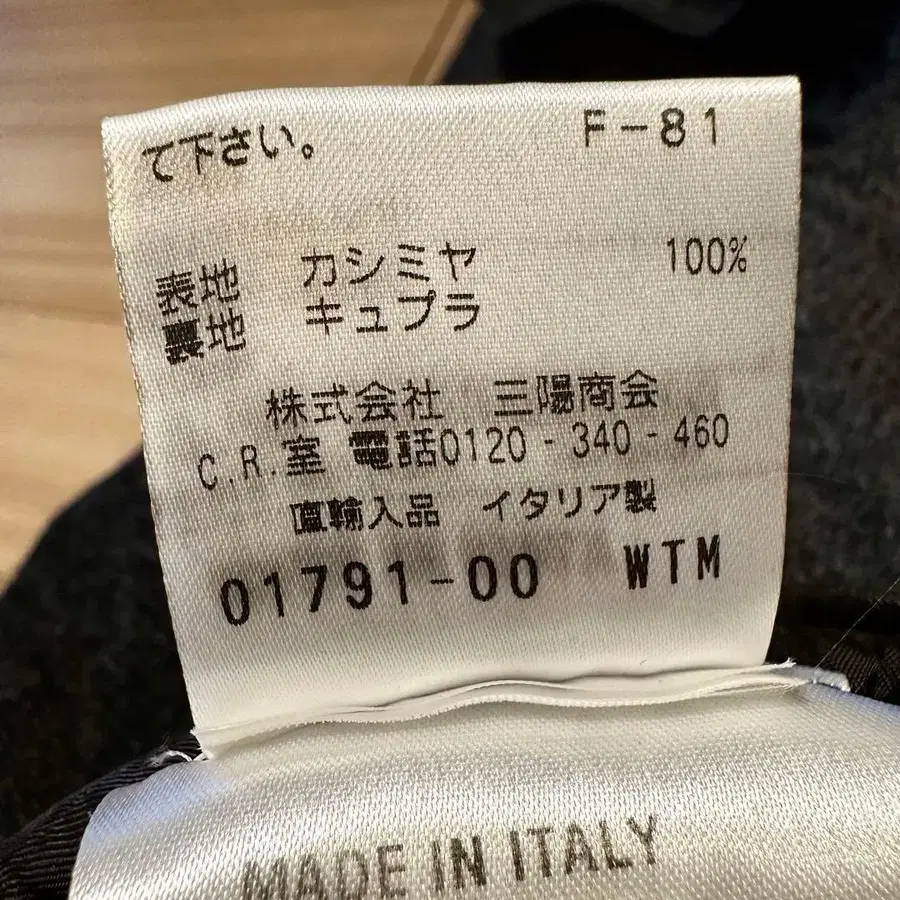 て下さい。 F-81
表地 カシミヤ 100%
裏地 キュプラ
株式会社 三陽商会
C.R.室 電話0120-340-460
直輸入品 イタリア製
01791-00 WTM
MADE IN ITALY